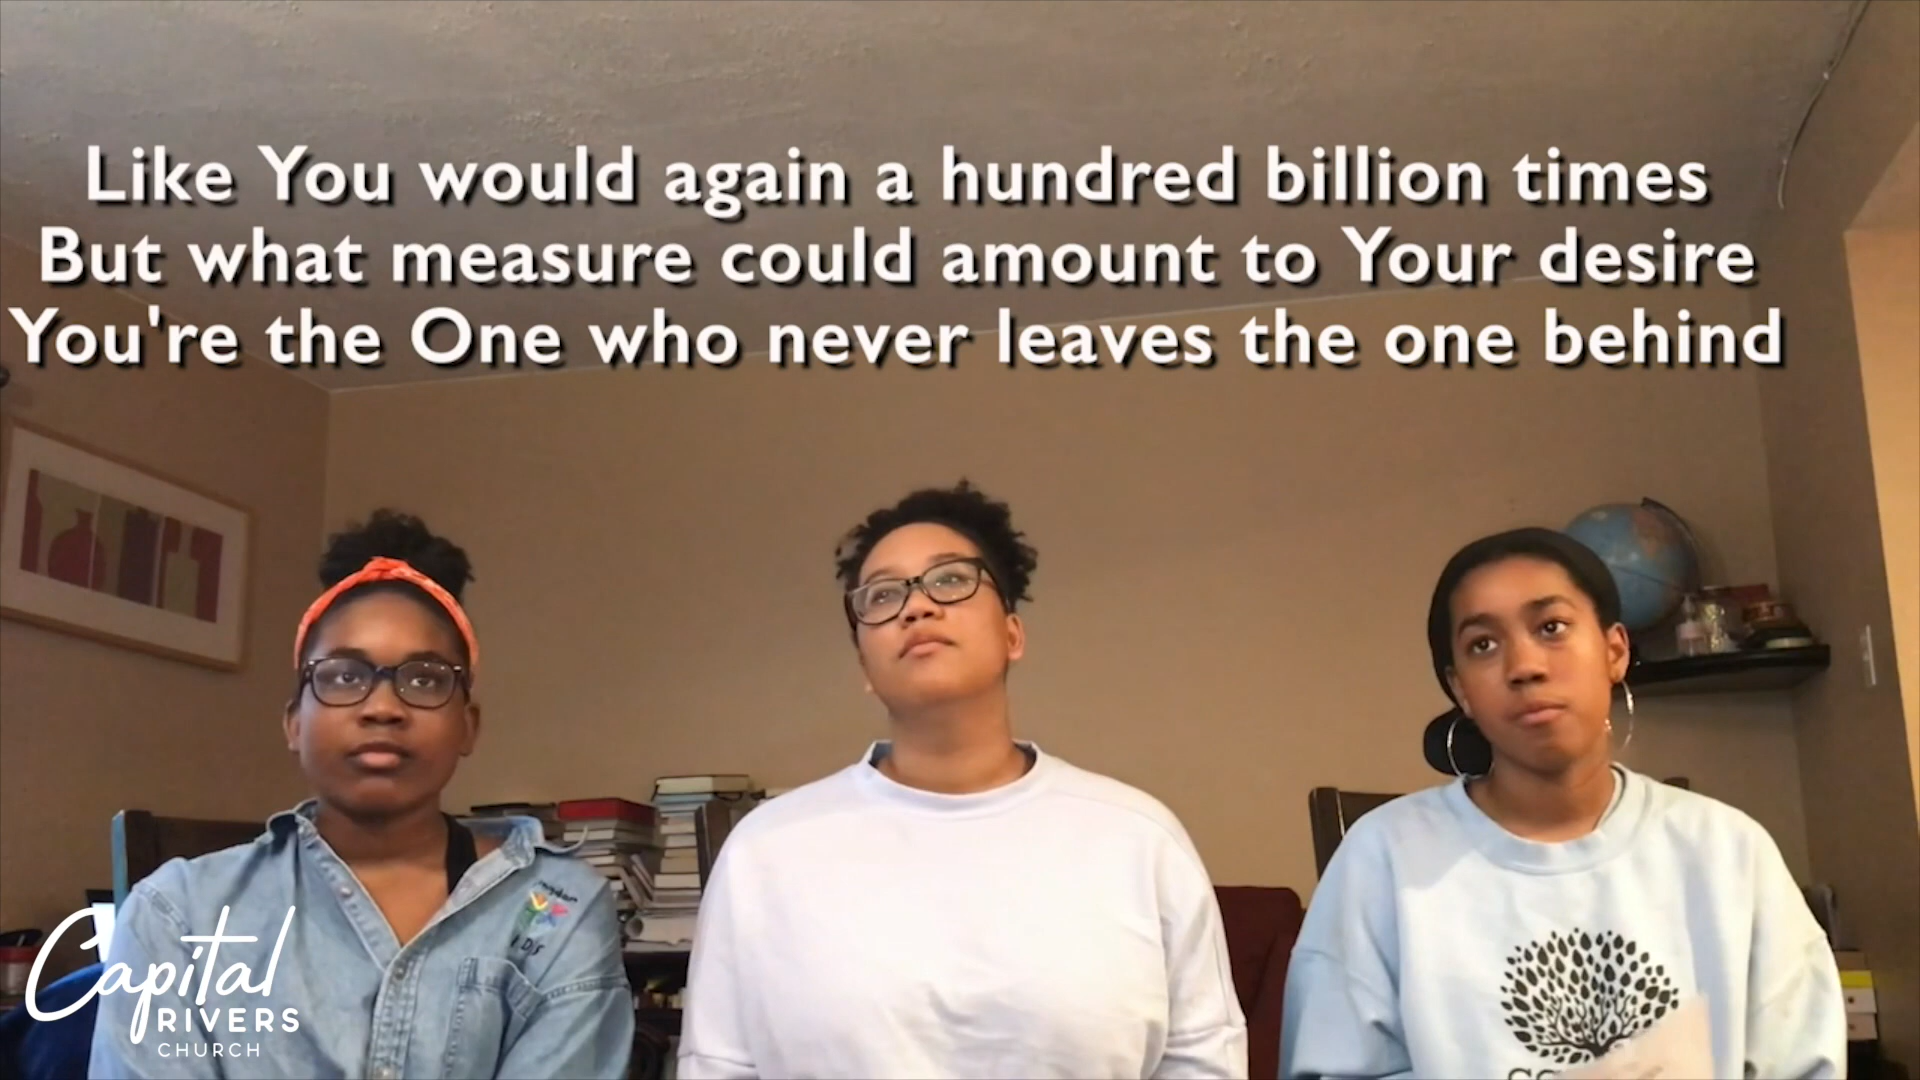 Like You would again a hundred billion times
But what measure could amount to Your desire
You're the One who never leaves the one behind
Capital
RIVERS
CHURCH